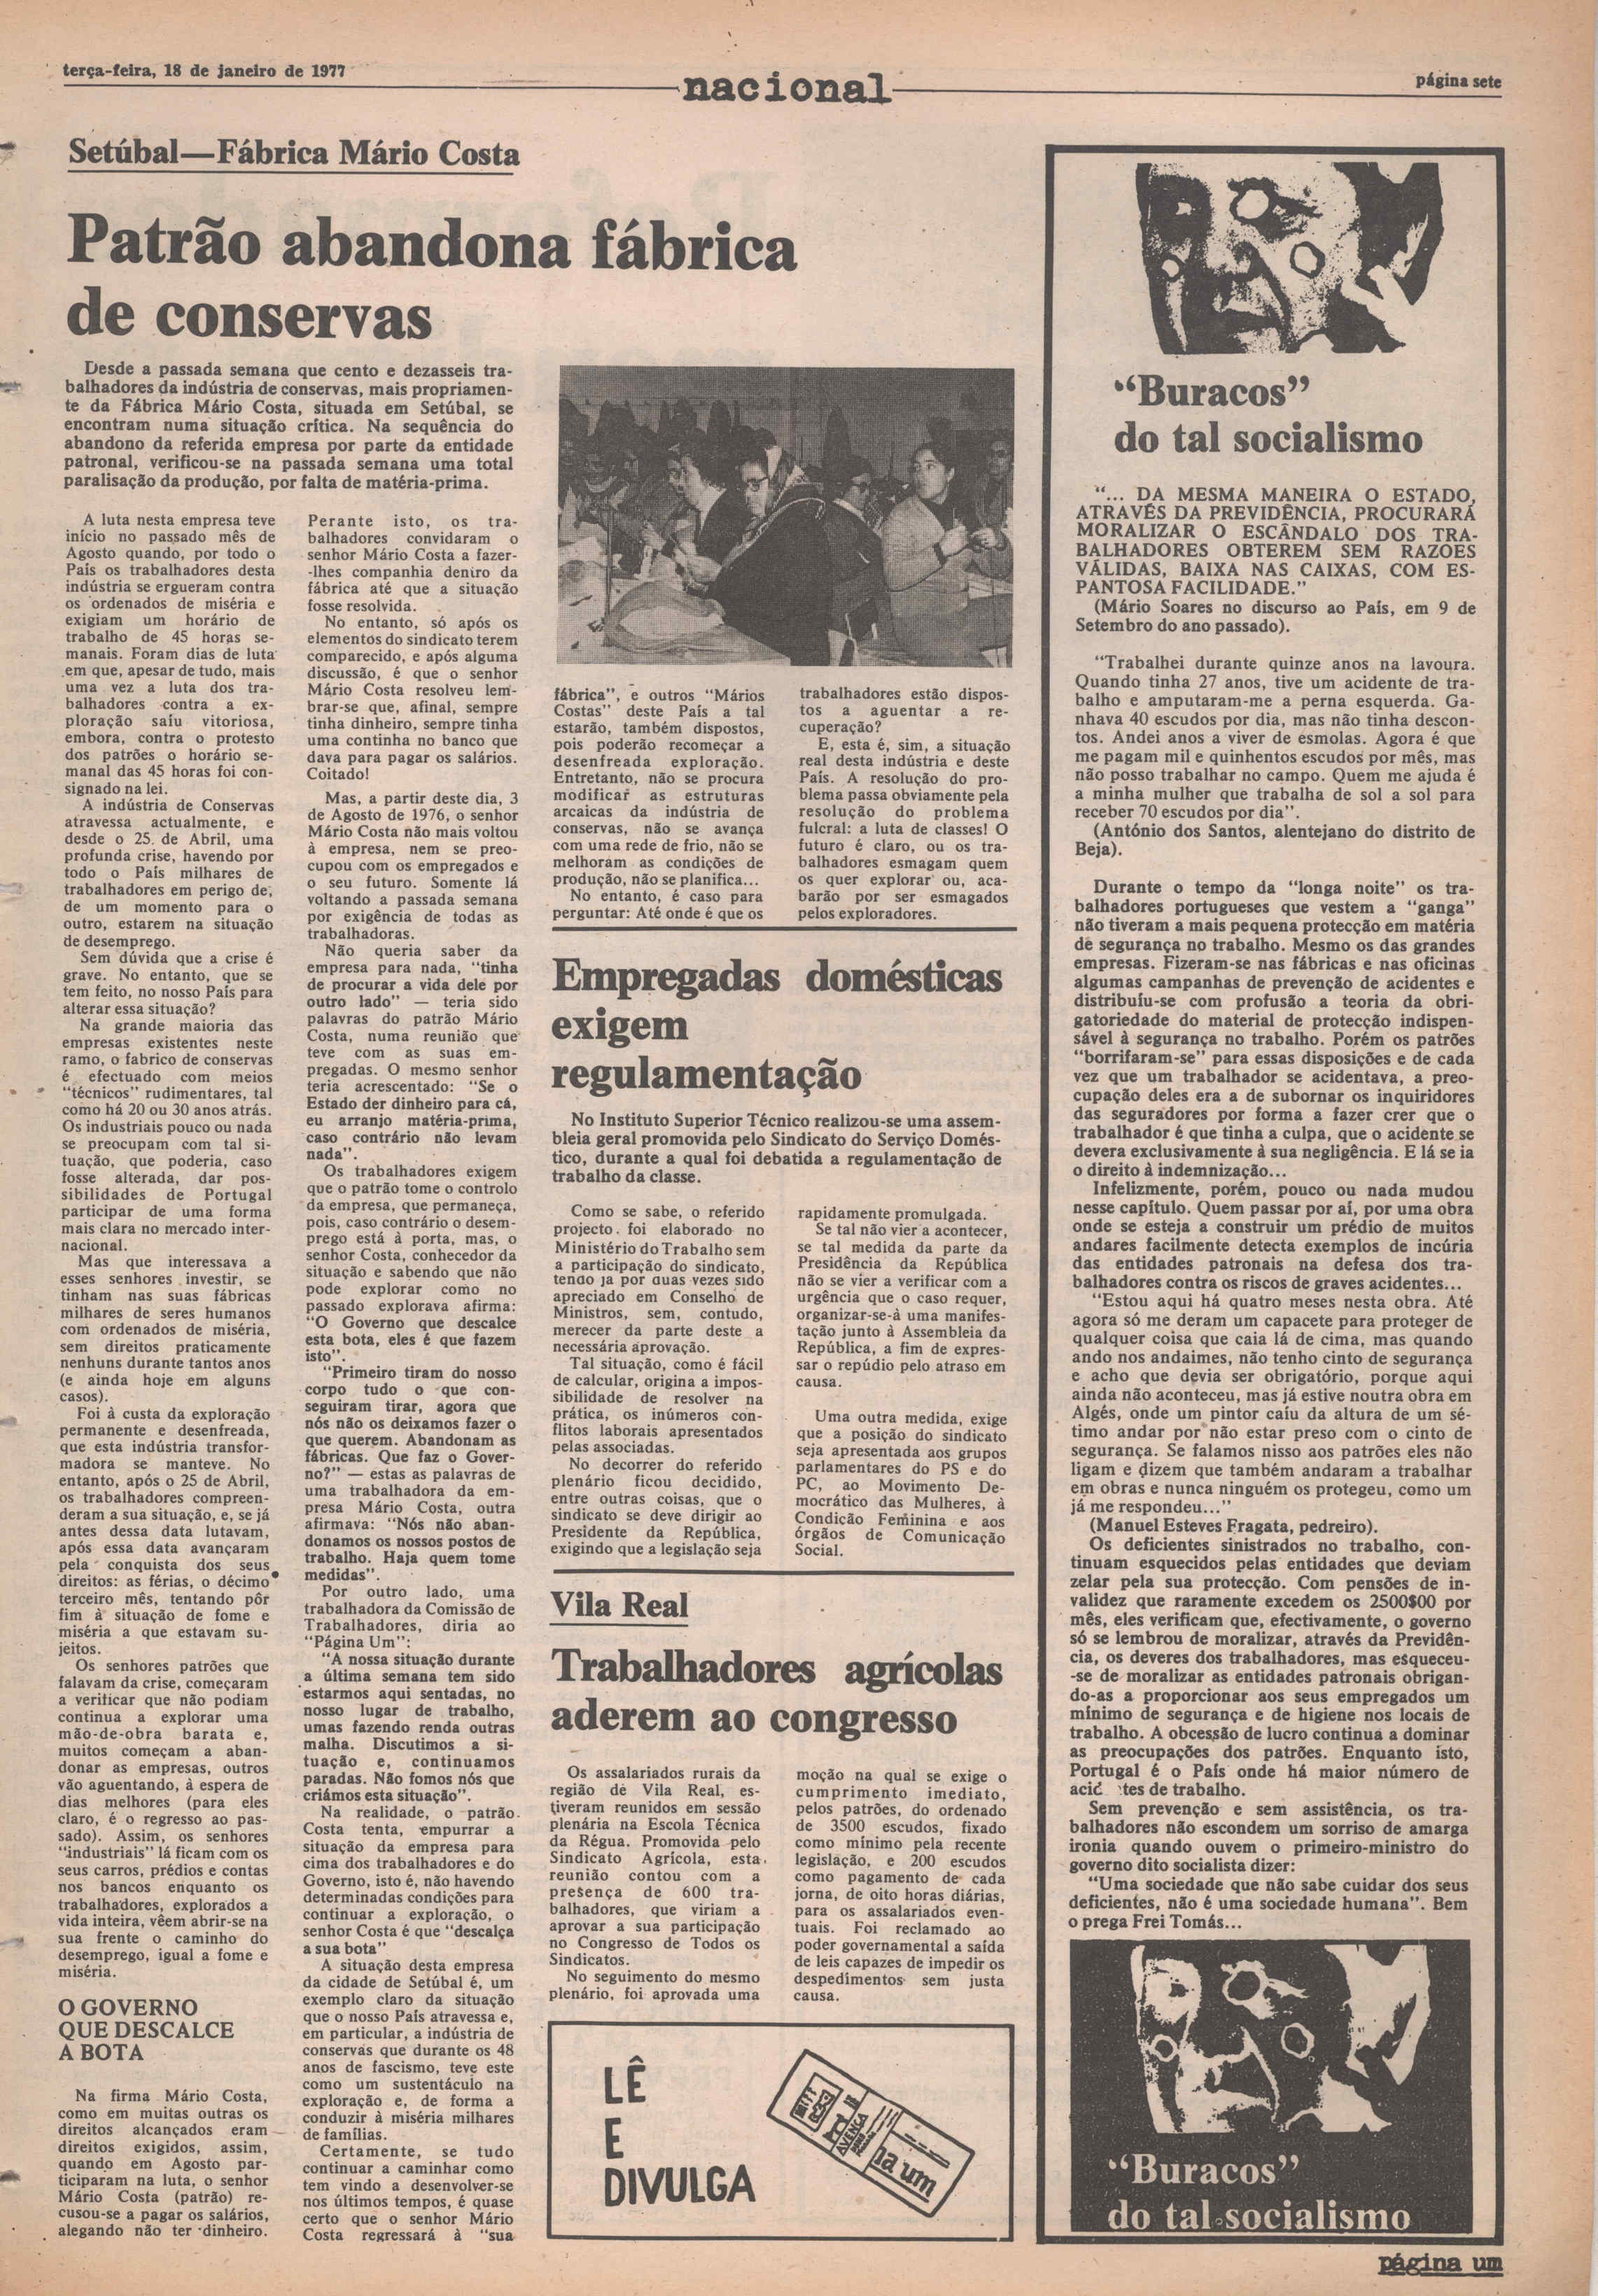 terça-feira, 18 de janeiro de 1977
nacional
página sete
Setúbal—Fábrica Mário Costa
Patrão abandona fábrica
de conservas
Desde a passada semana que cento e dezasseis tra-
balhadores da indústria de conservas, mais propriamen-
te da Fábrica Mário Costa, situada em Setúbal, se
encontram numa situação crítica. Na sequência do
abandono da referida empresa por parte da entidade
patronal, verificou-se na passada semana uma total
paralisação da produção, por falta de matéria-prima.
A luta nesta empresa teve
início no passado mês de
Agosto quando, por todo o
País os trabalhadores desta
indústria se ergueram contra
os ordenados de miséria e
exigiam um horário de
trabalho de 45 horas se-
manais. Foram dias de luta
em que, apesar de tudo, mais
uma vez a luta dos tra-
balhadores contra a ex-
ploração saíu vitoriosa,
embora, contra o protesto
dos patrões o horário se-
manal das 45 horas foi con-
signado na lei.
A indústria de Conservas
atravessa actualmente, e
desde o 25 de Abril, uma
profunda crise, havendo por
todo o País milhares de
trabalhadores em perigo de,
de um momento para o
outro, estarem na situação
de desemprego.
Sem dúvida que a crise é
grave. No entanto, que se
tem feito, no nosso País para
alterar essa situação?
Na grande maioria das
empresas existentes neste
ramo, o fabrico de conservas
é efectuado com meios
“técnicos” rudimentares, tal
como há 20 ou 30 anos atrás.
Os industriais pouco ou nada
se preocupam com tal si-
tuação, que poderia, caso
fosse alterada, dar pos-
sibilidades de Portugal
participar de uma forma
mais clara no mercado inter-
nacional.
Mas que interessava a
esses senhores investir, se
tinham nas suas fábricas
milhares de seres humanos
com ordenados de miséria,
sem direitos praticamente
nenhuns durante tantos anos
(e ainda hoje em alguns
casos).
Foi à custa da exploração
permanente e desenfreada,
que esta indústria transfor-
madora se manteve. No
entanto, após o 25 de Abril,
os trabalhadores compreen-
deram a sua situação, e, se já
antes dessa data lutavam,
após essa data avançaram
pela conquista dos seus
direitos: as férias, o décimo
terceiro mês, tentando pôr
fim à situação de fome e
miséria a que estavam su-
jeitos.
Os senhores patrões que
falavam da crise, começaram
a verificar que não podiam
continua a explorar uma
mão-de-obra barata e,
muitos começam a aban-
donar as empresas, outros
vão aguentando, à espera de
dias melhores (para eles
claro, é o regresso ao pas-
sado). Assim, os senhores
“industriais” lá ficam com os
seus carros, prédios e contas
nos bancos enquanto os
trabalhadores, explorados a
vida inteira, vêem abrir-se na
sua frente o caminho do
desemprego, igual a fome e
miséria.
O GOVERNO
QUE DESCALCE
A BOTA
Na firma Mário Costa,
como em muitas outras os
direitos alcançados eram
direitos exigidos, assim,
quando em Agosto par-
ticiparam na luta, o senhor
Mário Costa (patrão) re-
cusou-se a pagar os salários,
alegando não ter dinheiro.
Perante isto, os tra-
balhadores convidaram o
senhor Mário Costa a fazer-
-lhes companhia dentro da
fábrica até que a situação
fosse resolvida.
No entanto, só após os
elementos do sindicato terem
comparecido, e após alguma
discussão, é que o senhor
Mário Costa resolveu lem-
brar-se que, afinal, sempre
tinha dinheiro, sempre tinha
uma continha no banco que
dava para pagar os salários.
Coitado!
Mas, a partir deste dia, 3
de Agosto de 1976, o senhor
Mário Costa não mais voltou
à empresa, nem se preo-
cupou com os empregados e
o seu futuro. Somente lá
voltando a passada semana
por exigência de todas as
trabalhadoras.
Não queria saber da
empresa para nada, “tinha
de procurar a vida dele por
outro lado” — teria sido
palavras do patrão Mário
Costa, numa reunião que
teve com as suas em-
pregadas. O mesmo senhor
teria acrescentado: “Se o
Estado der dinheiro para cá,
eu arranjo matéria-prima,
caso contrário não levam
nada”.
Os trabalhadores exigem
que o patrão tome o controlo
da empresa, que permaneça,
pois, caso contrário o desem-
prego está à porta, mas, o
senhor Costa, conhecedor da
situação e sabendo que não
pode explorar como no
passado explorava afirma:
“O Governo que descalce
esta bota, eles é que fazem
isto”.
“Primeiro tiram do nosso
corpo tudo o que con-
seguiram tirar, agora que
nós não os deixamos fazer o
que querem. Abandonam as
fábricas. Que faz o Gover-
no?” — estas as palavras de
uma trabalhadora da em-
presa Mário Costa, outra
afirmava: “Nós não aban-
donamos os nossos postos de
trabalho. Haja quem tome
medidas”.
Por outro lado, uma
trabalhadora da Comissão de
Trabalhadores, diria ao
“Página Um”:
“A nossa situação durante
a última semana tem sido
estarmos aqui sentadas, no
nosso lugar de trabalho,
umas fazendo renda outras
malha. Discutimos a si-
tuação e, continuamos
paradas. Não fomos nós que
criámos esta situação”.
Na realidade, o patrão
Costa tenta, empurrar a
situação da empresa para
cima dos trabalhadores e do
Governo, isto é, não havendo
determinadas condições para
continuar a exploração, o
senhor Costa é que “descalça
a sua bota”
A situação desta empresa
da cidade de Setúbal é, um
exemplo claro da situação
que o nosso País atravessa e,
em particular, a indústria de
conservas que durante os 48
anos de fascismo, teve este
como um sustentáculo na
exploração e, de forma a
conduzir à miséria milhares
de famílias.
Certamente, se tudo
continuar a caminhar como
tem vindo a desenvolver-se
nos últimos tempos, é quase
certo que o senhor Mário
Costa regressará à “sua
fábrica”, e outros “Mários
Costas” deste País a tal
estarão, também dispostos,
pois poderão recomeçar a
desenfreada exploração.
Entretanto, não se procura
modificar as estruturas
arcaicas da indústria de
conservas, não se avança
com uma rede de frio, não se
melhoram as condições de
produção, não se planifica...
No entanto, é caso para
perguntar: Até onde é que os
trabalhadores estão dispos-
tos a aguentar a re-
cuperação?
E, esta é, sim, a situação
real desta indústria e deste
País. A resolução do pro-
blema passa obviamente pela
resolução do problema
fulcral: a luta de classes! O
futuro é claro, ou os tra-
balhadores esmagam quem
os quer explorar ou, aca-
barão por ser esmagados
pelos exploradores.
Empregadas domésticas
exigem
regulamentação
No Instituto Superior Técnico realizou-se uma assem-
bleia geral promovida pelo Sindicato do Serviço Domés-
tico, durante a qual foi debatida a regulamentação de
trabalho da classe.
Como se sabe, o referido
projecto foi elaborado no
Ministério do Trabalho sem
a participação do sindicato,
tendo ja por duas vezes sido
apreciado em Conselho de
Ministros, sem, contudo,
merecer da parte deste a
necessária aprovação.
Tal situação, como é fácil
de calcular, origina a impos-
sibilidade de resolver na
prática, os inúmeros con-
flitos laborais apresentados
pelas associadas.
No decorrer do referido
plenário ficou decidido,
entre outras coisas, que o
sindicato se deve dirigir ao
Presidente da República,
exigindo que a legislação seja
rapidamente promulgada.
Se tal não vier a acontecer,
se tal medida da parte da
Presidência da República
não se vier a verificar com a
urgência que o caso requer,
organizar-se-à uma manifes-
tação junto à Assembleia da
República, a fim de expres-
sar o repúdio pelo atraso em
causa.
Uma outra medida, exige
que a posição do sindicato
seja apresentada aos grupos
parlamentares do PS e do
PC, ao Movimento De-
mocrático das Mulheres, à
Condição Feminina e aos
órgãos de Comunicação
Social.
Vila Real
Trabalhadores agrícolas
aderem ao congresso
Os assalariados rurais da
região de Vila Real, es-
tiveram reunidos em sessão
plenária na Escola Técnica
da Régua. Promovida pelo
Sindicato Agrícola, esta
reunião contou com a
presença de 600 tra-
balhadores, que viriam a
aprovar a sua participação
no Congresso de Todos os
Sindicatos.
No seguimento do mesmo
plenário, foi aprovada uma
moção na qual se exige o
cumprimento imediato,
pelos patrões, do ordenado
de 3500 escudos, fixado
como mínimo pela recente
legislação, e 200 escudos
como pagamento de cada
jorna, de oito horas diárias,
para os assalariados even-
tuais. Foi reclamado ao
poder governamental a saída
de leis capazes de impedir os
despedimentos sem justa
causa.
LÊ
E
DIVULGA
AVENÇA
na um
“Buracos”
do tal socialismo
“... DA MESMA MANEIRA O ESTADO,
ATRAVÉS DA PREVIDÊNCIA, PROCURARÁ
MORALIZAR O ESCÂNDALO DOS TRA-
BALHADORES OBTEREM SEM RAZÕES
VÁLIDAS, BAIXA NAS CAIXAS, COM ES-
PANTOSA FACILIDADE.”
(Mário Soares no discurso ao País, em 9 de
Setembro do ano passado).
“Trabalhei durante quinze anos na lavoura.
Quando tinha 27 anos, tive um acidente de tra-
balho e amputaram-me a perna esquerda. Ga-
nhava 40 escudos por dia, mas não tinha descon-
tos. Andei anos a viver de esmolas. Agora é que
me pagam mil e quinhentos escudos por mês, mas
não posso trabalhar no campo. Quem me ajuda é
a minha mulher que trabalha de sol a sol para
receber 70 escudos por dia”.
(António dos Santos, alentejano do distrito de
Beja).
Durante o tempo da “longa noite” os tra-
balhadores portugueses que vestem a “ganga”
não tiveram a mais pequena protecção em matéria
de segurança no trabalho. Mesmo os das grandes
empresas. Fizeram-se nas fábricas e nas oficinas
algumas campanhas de prevenção de acidentes e
distribuíu-se com profusão a teoria da obri-
gatoriedade do material de protecção indispen-
sável à segurança no trabalho. Porém os patrões
“borrifaram-se” para essas disposições e de cada
vez que um trabalhador se acidentava, a preo-
cupação deles era a de subornar os inquiridores
das seguradores por forma a fazer crer que o
trabalhador é que tinha a culpa, que o acidente se
devera exclusivamente à sua negligência. E lá se ia
o direito à indemnização...
Infelizmente, porém, pouco ou nada mudou
nesse capítulo. Quem passar por aí, por uma obra
onde se esteja a construir um prédio de muitos
andares facilmente detecta exemplos de incúria
das entidades patronais na defesa dos tra-
balhadores contra os riscos de graves acidentes...
“Estou aqui há quatro meses nesta obra. Até
agora só me deram um capacete para proteger de
qualquer coisa que caia lá de cima, mas quando
ando nos andaimes, não tenho cinto de segurança
e acho que devia ser obrigatório, porque aqui
ainda não aconteceu, mas já estive noutra obra em
Algés, onde um pintor caíu da altura de um sé-
timo andar por não estar preso com o cinto de
segurança. Se falamos nisso aos patrões eles não
ligam e dizem que também andaram a trabalhar
em obras e nunca ninguém os protegeu, como um
já me respondeu...”
(Manuel Esteves Fragata, pedreiro).
Os deficientes sinistrados no trabalho, con-
tinuam esquecidos pelas entidades que deviam
zelar pela sua protecção. Com pensões de in-
validez que raramente excedem os 2500$00 por
mês, eles verificam que, efectivamente, o governo
só se lembrou de moralizar, através da Previdên-
cia, os deveres dos trabalhadores, mas esqueceu-
-se de moralizar as entidades patronais obrigan-
do-as a proporcionar aos seus empregados um
mínimo de segurança e de higiene nos locais de
trabalho. A obcessão de lucro continua a dominar
as preocupações dos patrões. Enquanto isto,
Portugal é o País onde há maior número de
acid tes de trabalho.
Sem prevenção e sem assistência, os tra-
balhadores não escondem um sorriso de amarga
ironia quando ouvem o primeiro-ministro do
governo dito socialista dizer:
“Uma sociedade que não sabe cuidar dos seus
deficientes, não é uma sociedade humana”. Bem
o prega Frei Tomás...
“Buracos”
do tal socialismo
página um